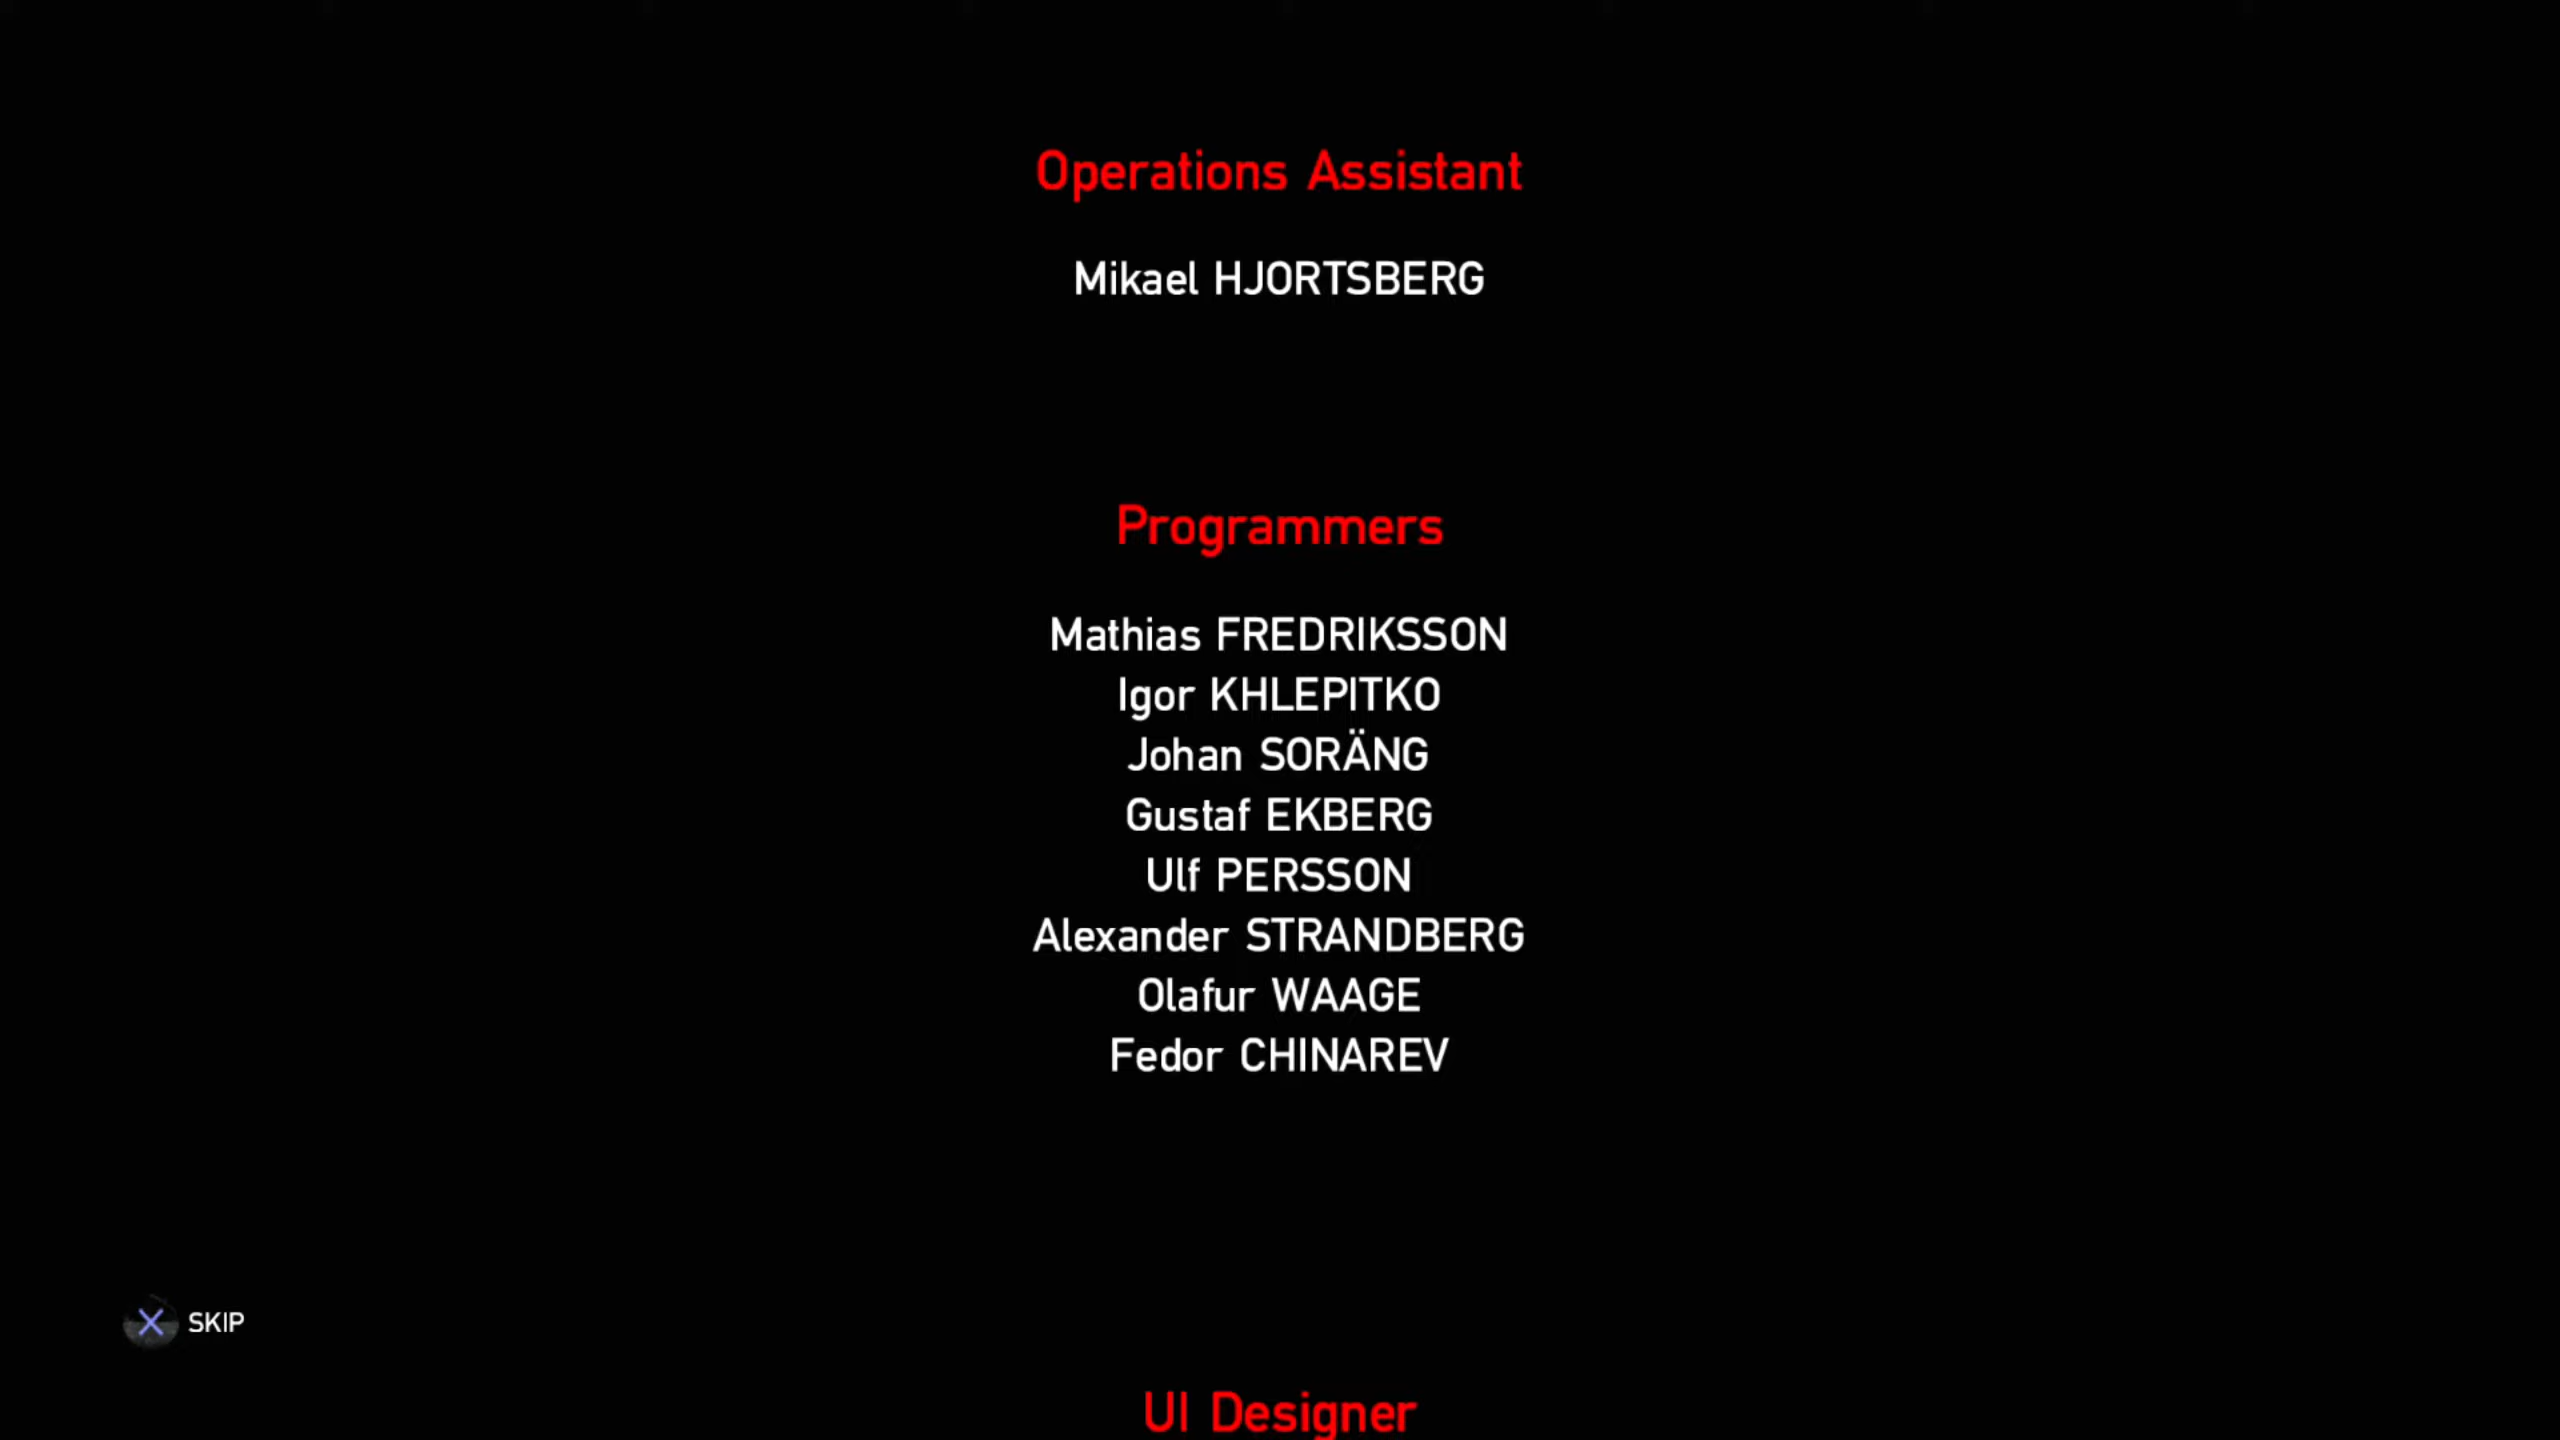 Operations Assistant
Mikael HJORTSBERG
Programmers
Mathias FREDRIKSSON
Igor KHLEPITKO
Johan SORÄNG
Gustaf EKBERG
Ulf PERSSON
Alexander STRANDBERG
Olafur WAAGE
Fedor CHINAREV
SKIP
UI Designer